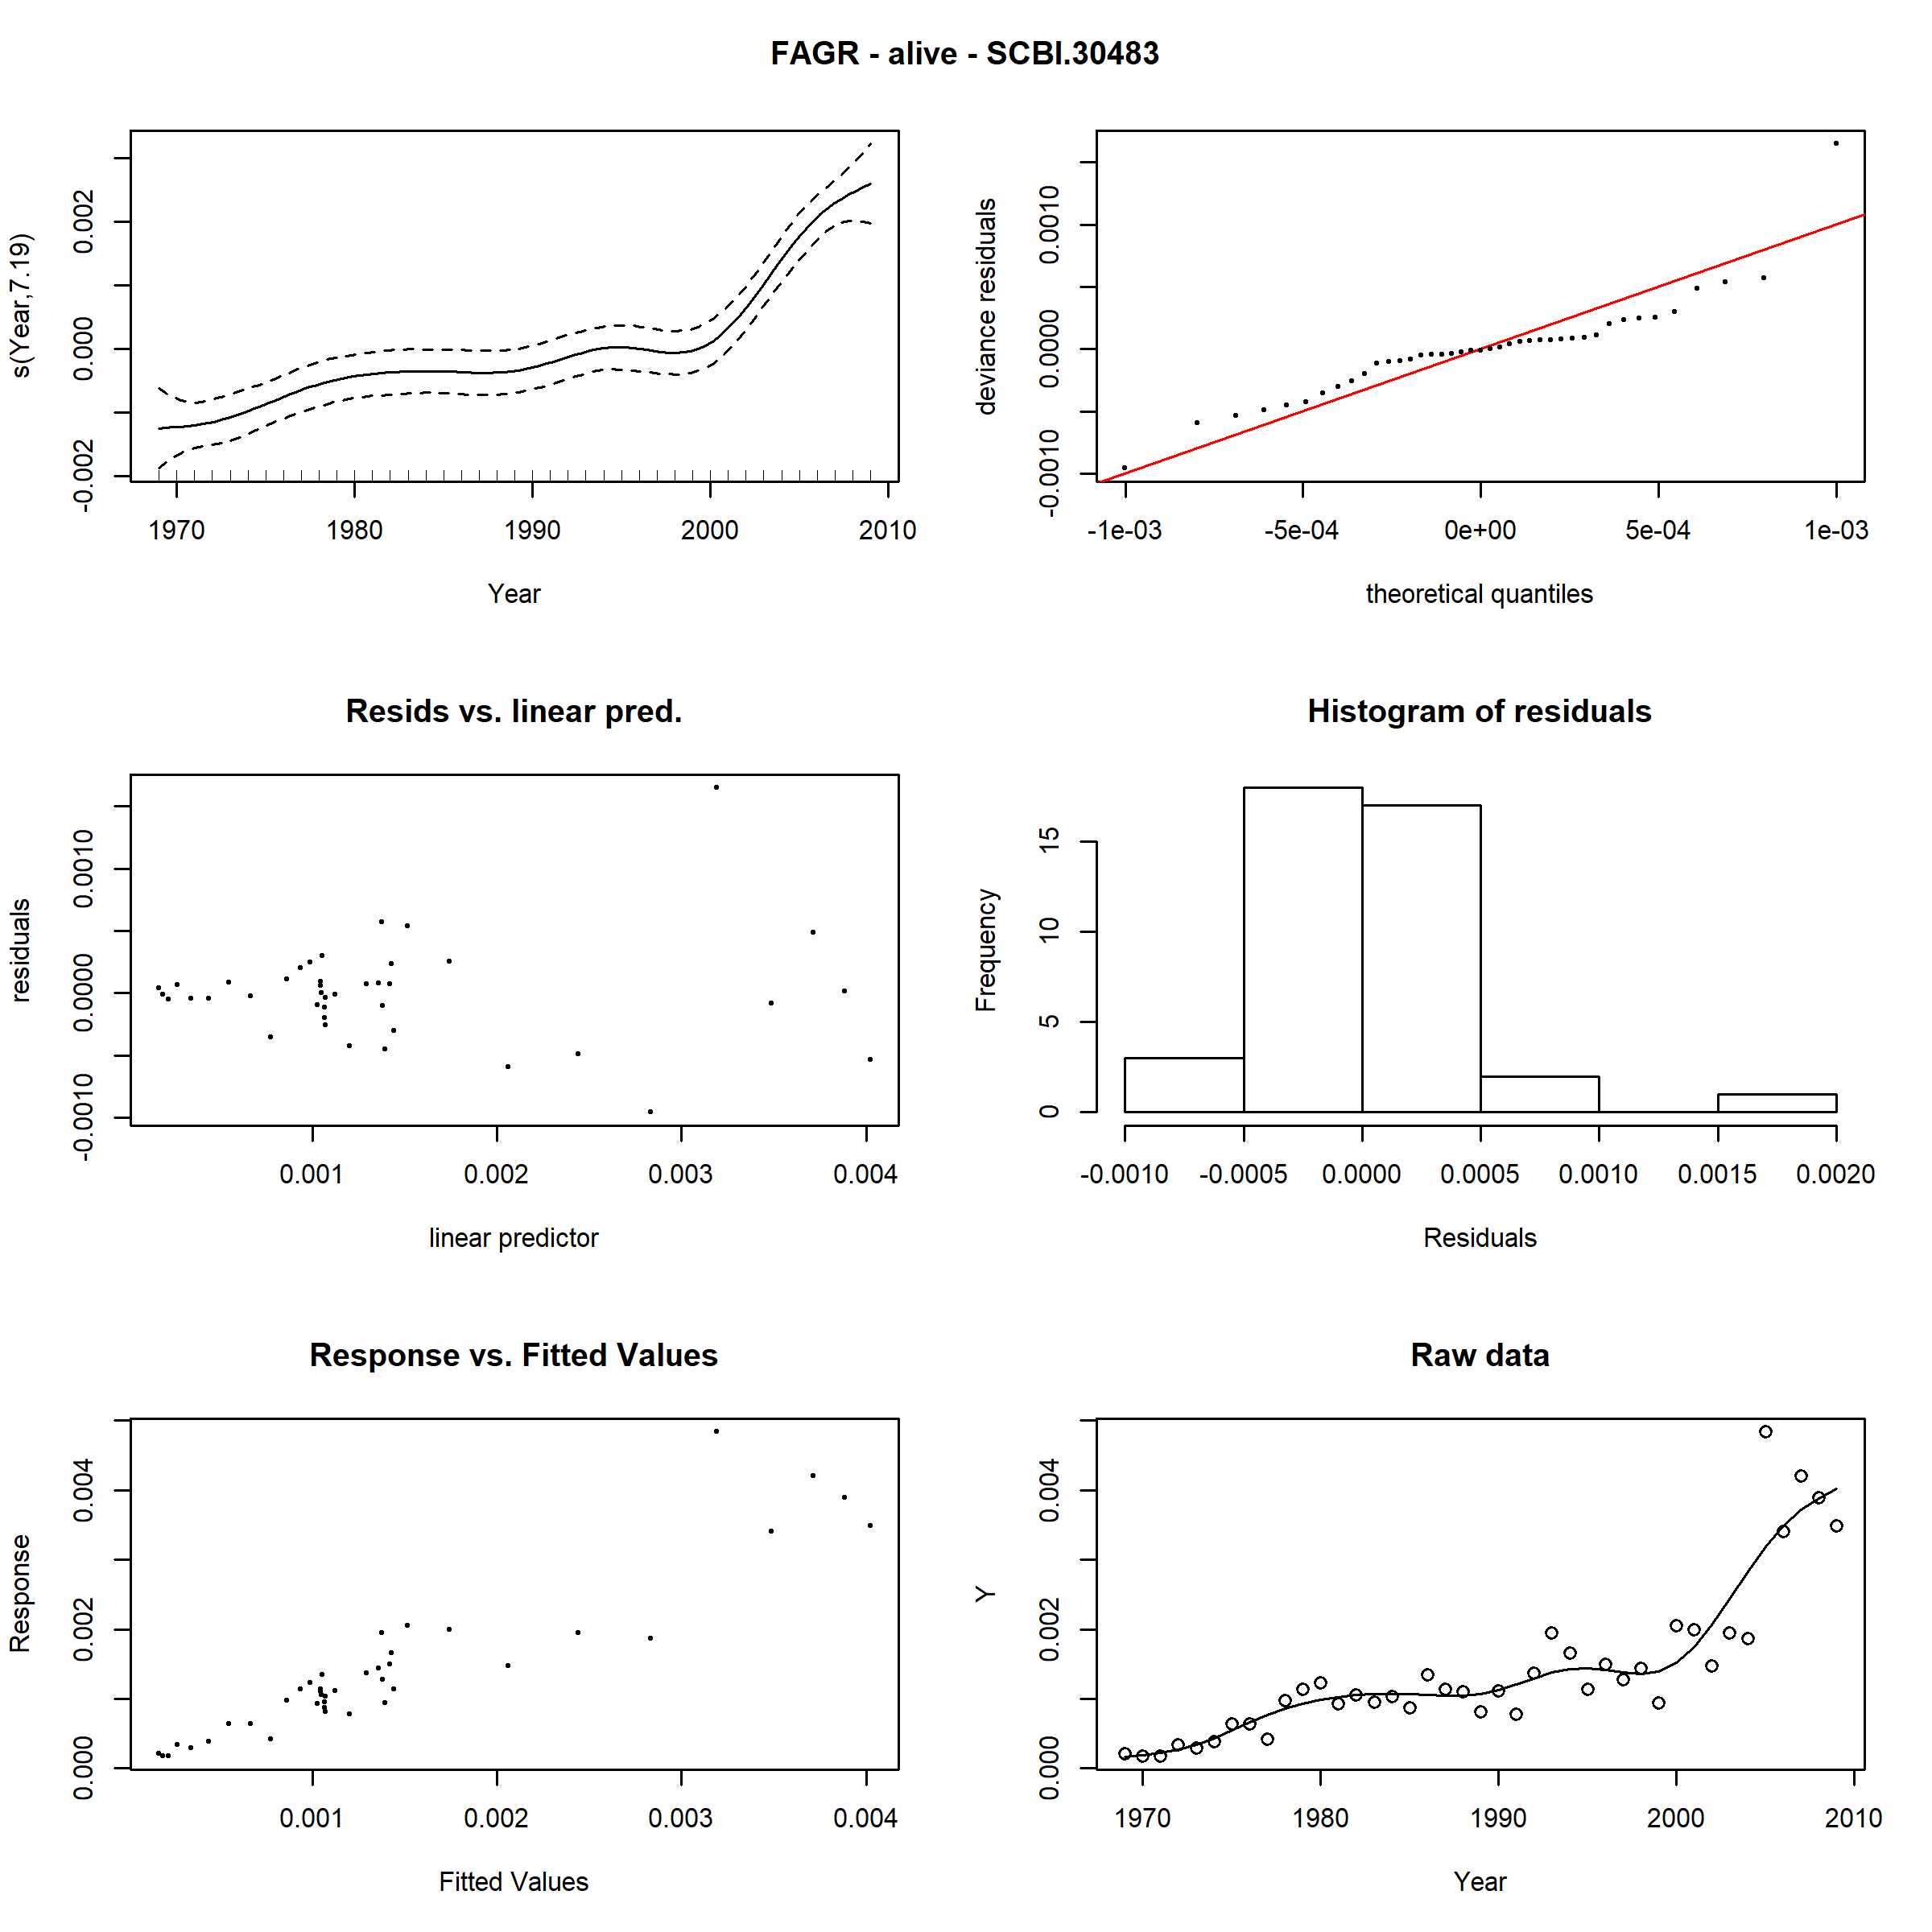 FAGR - alive - SCBI.30483
s(Year,7.19)
-0.002 0.000 0.002
1970 1980 1990 2000 2010
Year
deviance residuals
-0.0010 0.0000 0.0010
-1e-03 -5e-04 0e+00 5e-04 1e-03
theoretical quantiles
Resids vs. linear pred.
residuals
-0.0010 0.0000 0.0010
0.001 0.002 0.003 0.004
linear predictor
Histogram of residuals
Frequency
0 5 10 15
-0.0010 -0.0005 0.0000 0.0005 0.0010 0.0015 0.0020
Residuals
Response vs. Fitted Values
Response
0.000 0.002 0.004
0.001 0.002 0.003 0.004
Fitted Values
Raw data
Y
0.000 0.002 0.004
1970 1980 1990 2000 2010
Year